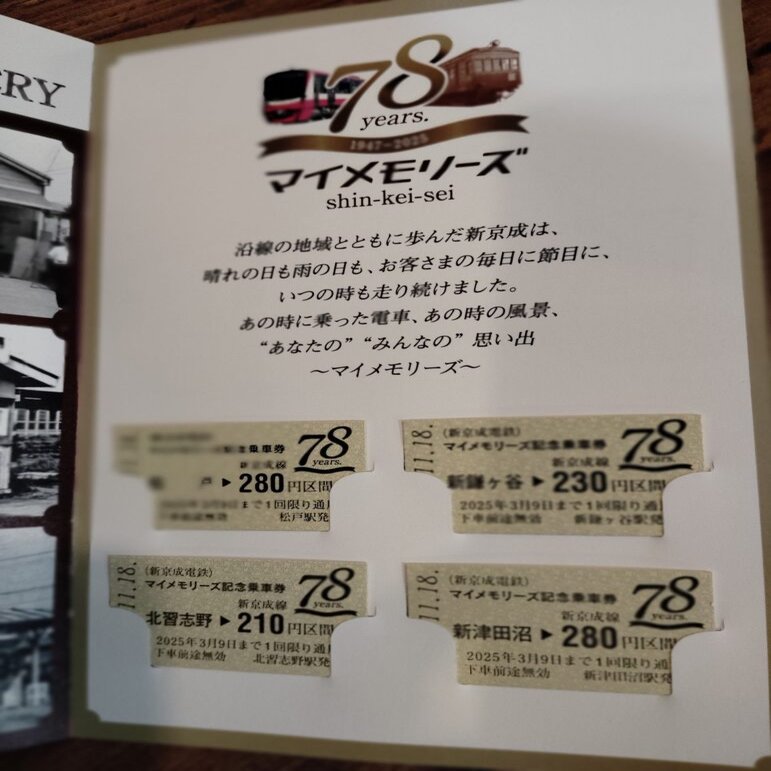 RY
78
years.
1947-2025
マイメモリーズ
shin-kei-sei
沿線の地域とともに歩んだ新京成は、
晴れの日も雨の日も、お客さまの毎日に節目に、
いつの時も走り続けました。
あの時に乗った電車、あの時の風景、
“あなたの” “みんなの” 思い出
～マイメモリーズ～
記念乗車券
78
years.
新京成線
戸▶280円区間
2025年3月9日まで1回限り通用
下車前途無効 松戸駅発
11.18.
(新京成電鉄)
マイメモリーズ記念乗車券
78
years.
新京成線
新鎌ヶ谷▶230円区間
2025年3月9日まで1回限り通
下車前途無効 新鎌ヶ谷駅発
11.18.
(新京成電鉄)
マイメモリーズ記念乗車券
78
years.
新京成線
北習志野▶210円区間
2025年3月9日まで1回限り通
下車前途無効 北習志野駅発
11.18.
(新京成電鉄)
マイメモリーズ記念乗車券
78
years.
新京成線
新津田沼▶280円区間
2025年3月9日まで1回限り通
下車前途無効 新津田沼駅発